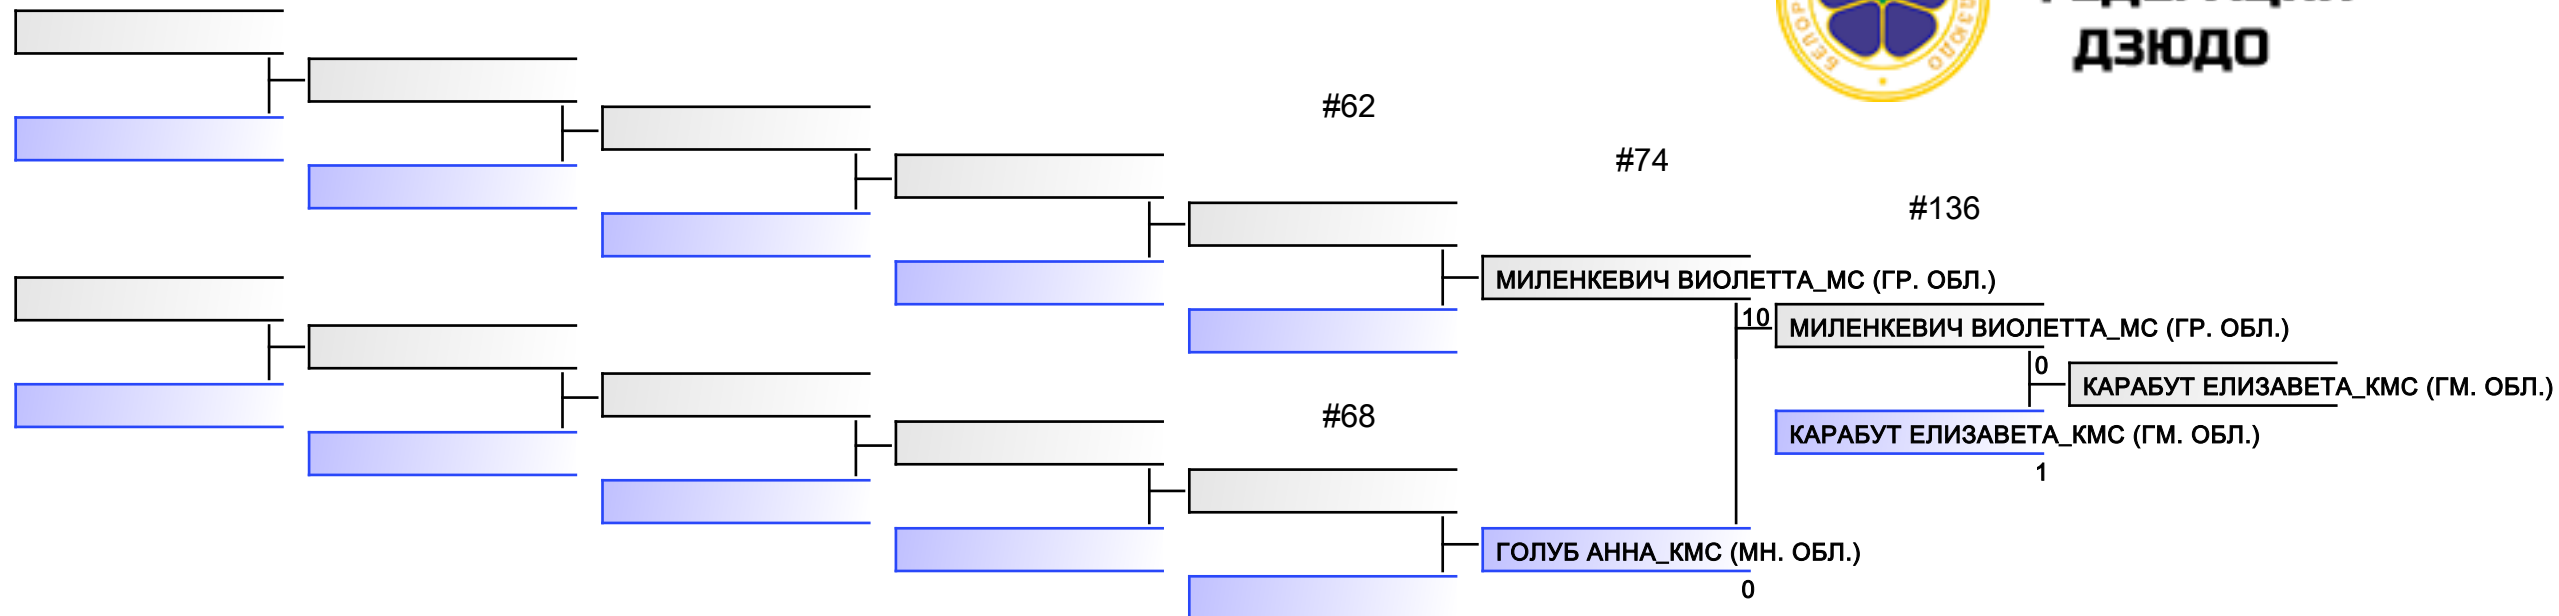 ДЗЮДО
#62
#74
#136
МИЛЕНКЕВИЧ ВИОЛЕТТА_МС (ГР. ОБЛ.)
10
МИЛЕНКЕВИЧ ВИОЛЕТТА_МС (ГР. ОБЛ.)
0
КАРАБУТ ЕЛИЗАВЕТА_КМС (ГМ. ОБЛ.)
#68
КАРАБУТ ЕЛИЗАВЕТА_КМС (ГМ. ОБЛ.)
1
ГОЛУБ АННА_КМС (МН. ОБЛ.)
0